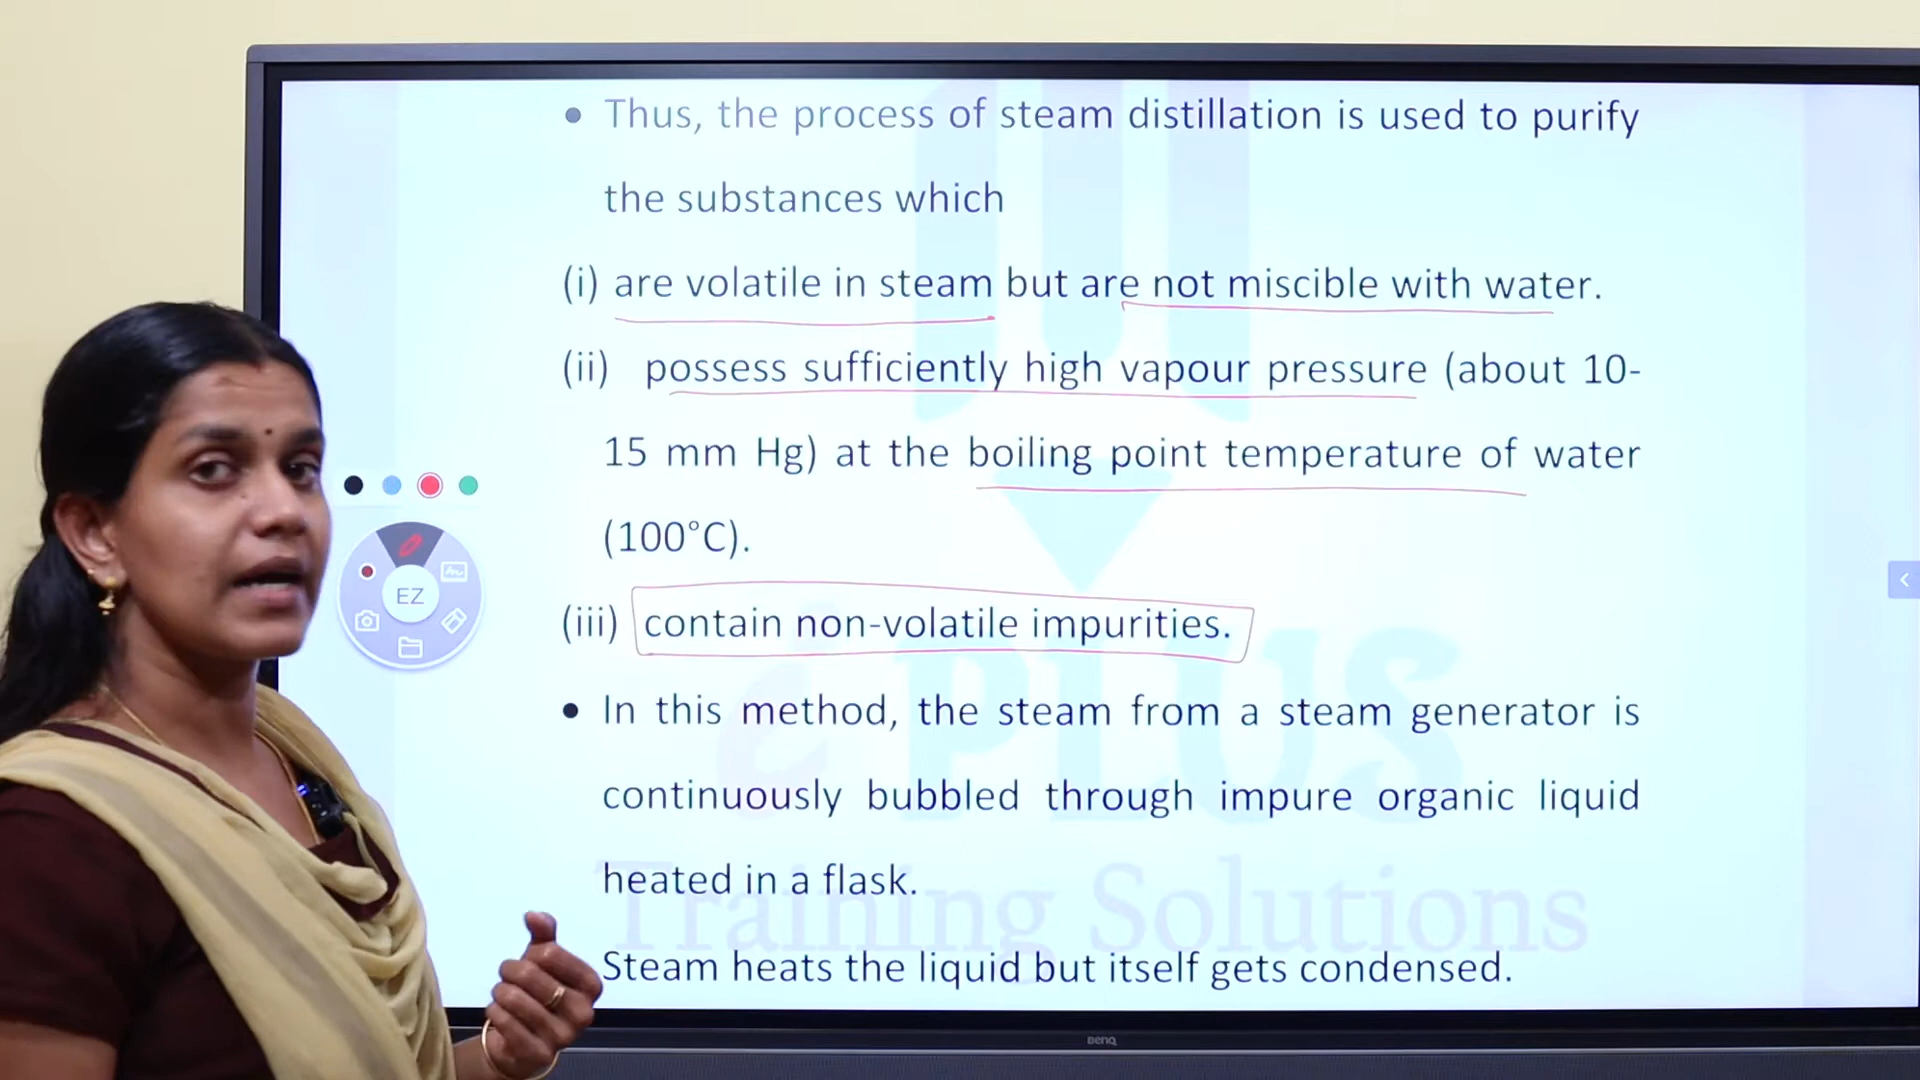 • Thus, the process of steam distillation is used to purify
the substances which
(i) are volatile in steam but are not miscible with water.
(ii) possess sufficiently high vapour pressure (about 10-
15 mm Hg) at the boiling point temperature of water
(100°C).
(iii) contain non-volatile impurities.
• In this method, the steam from a steam generator is
continuously bubbled through impure organic liquid
heated in a flask.
Steam heats the liquid but itself gets condensed.
EZ
e PLUS
Training Solutions
BenQ